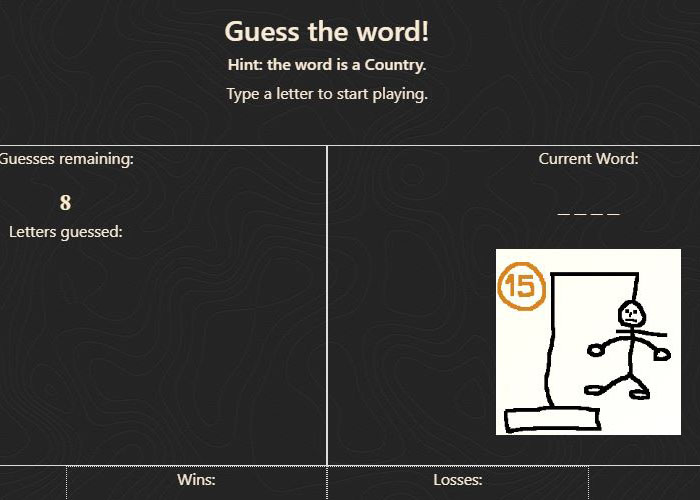 Guess the word!
Hint: the word is a Country.
Type a letter to start playing.
Guesses remaining:
8
Letters guessed:
Current Word:
_ _ _ _
15
Wins:
Losses: